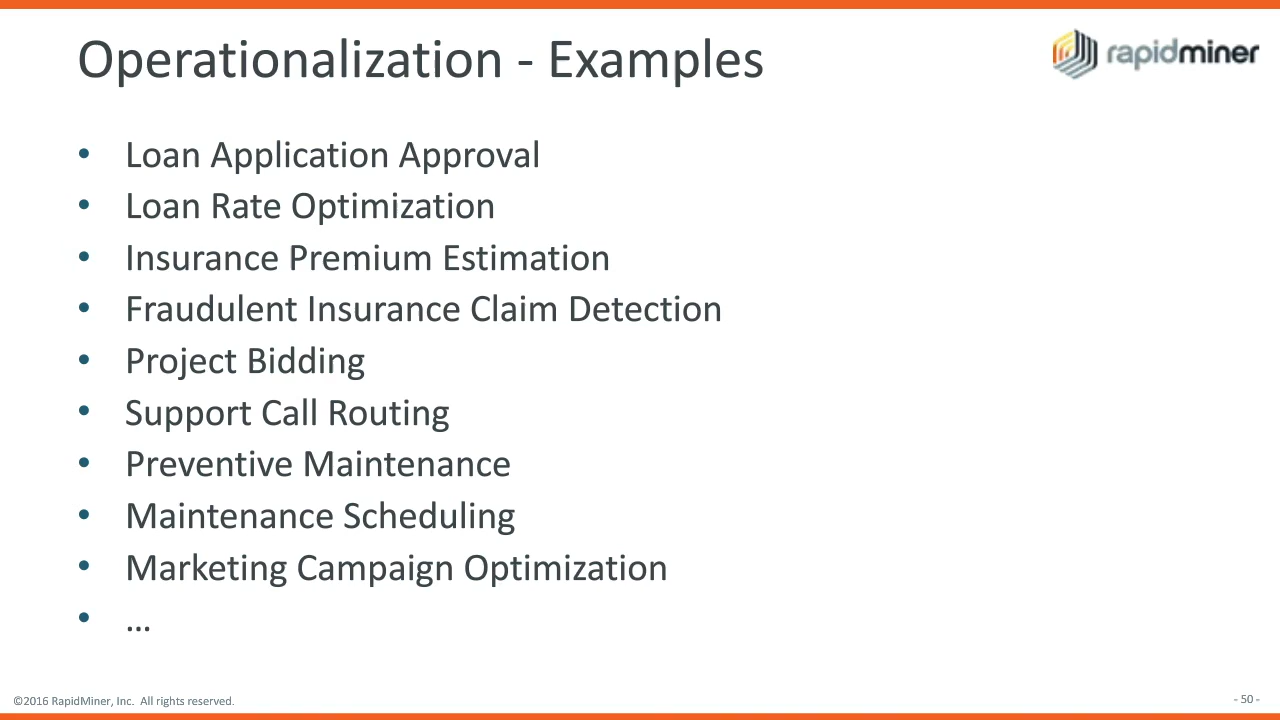 Operationalization - Examples
rapidminer
• Loan Application Approval
• Loan Rate Optimization
• Insurance Premium Estimation
• Fraudulent Insurance Claim Detection
• Project Bidding
• Support Call Routing
• Preventive Maintenance
• Maintenance Scheduling
• Marketing Campaign Optimization
• …
©2016 RapidMiner, Inc. All rights reserved.
- 50 -